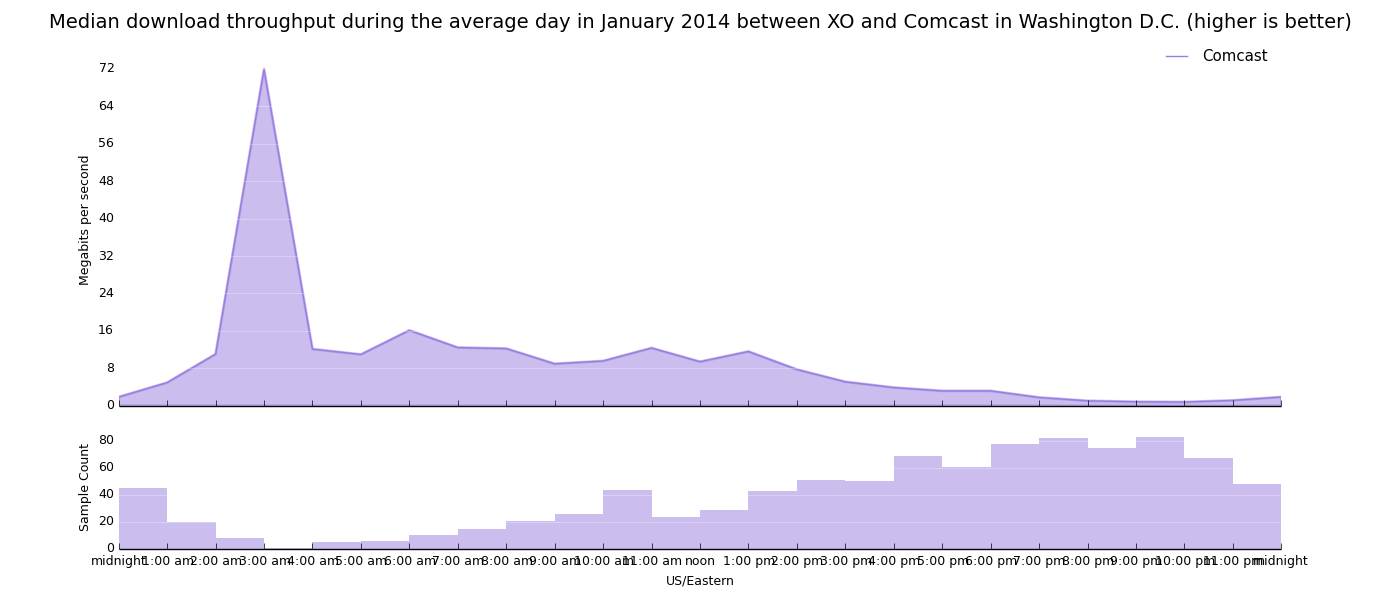 Median download throughput during the average day in January 2014 between XO and Comcast in Washington D.C. (higher is better)
Comcast
72
64
56
48
40
32
24
16
8
0
Megabits per second
80
60
40
20
0
Sample Count
midnight 1:00 am 2:00 am 3:00 am 4:00 am 5:00 am 6:00 am 7:00 am 8:00 am 9:00 am 10:00 am 11:00 am noon 1:00 pm 2:00 pm 3:00 pm 4:00 pm 5:00 pm 6:00 pm 7:00 pm 8:00 pm 9:00 pm 10:00 pm 11:00 pm midnight
US/Eastern